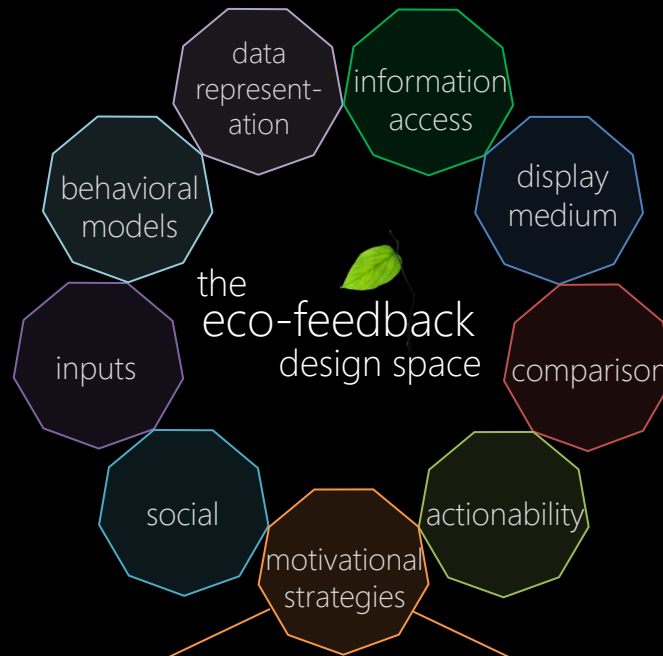 data
represent-
ation
information
access
behavioral
models
display
medium
the
eco-feedback
design space
inputs
comparison
social
actionability
motivational
strategies